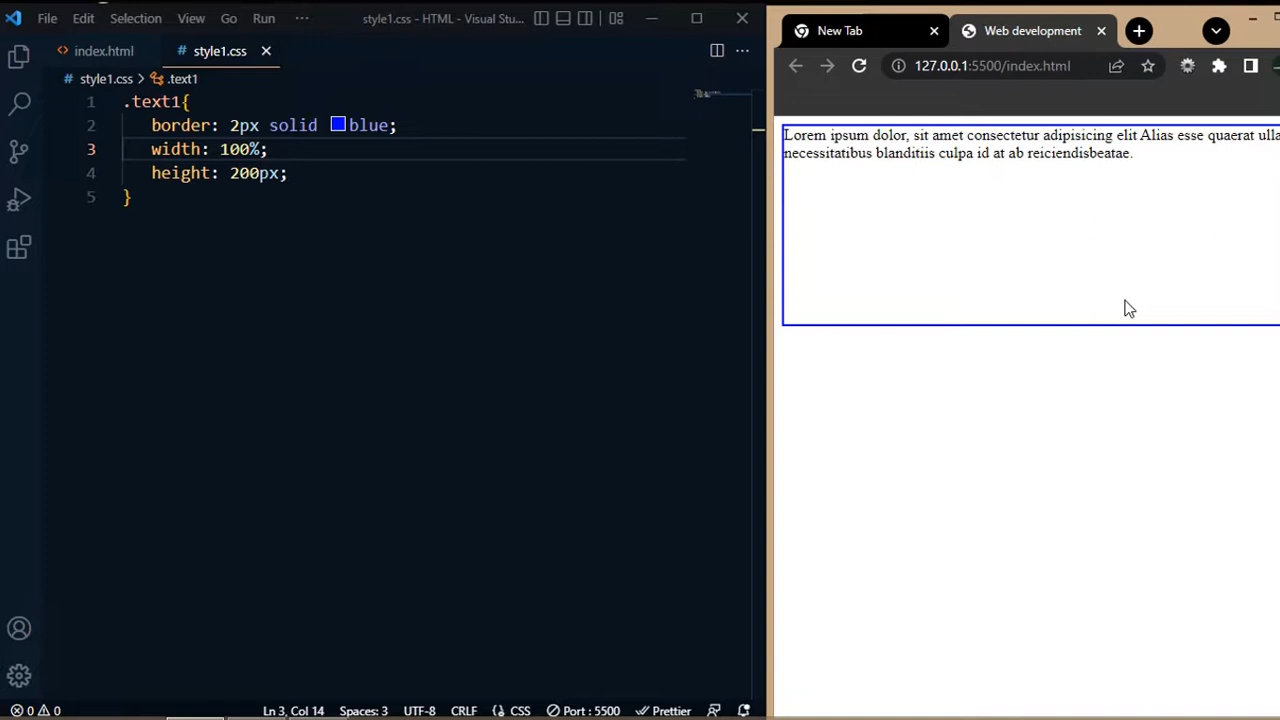 File Edit Selection View Go Run ··· style1.css - HTML - Visual Stu...
index.html # style1.css
# style1.css > .text1
1 .text1{
2 border: 2px solid blue;
3 width: 100%;
4 height: 200px;
5 }
0 0 Ln 3, Col 14 Spaces: 3 UTF-8 CRLF {} CSS Port : 5500 Prettier
New Tab Web development
127.0.0.1:5500/index.html
Lorem ipsum dolor, sit amet consectetur adipisicing elit Alias esse quaerat ulla
necessitatibus blanditiis culpa id at ab reiciendisbeatae.